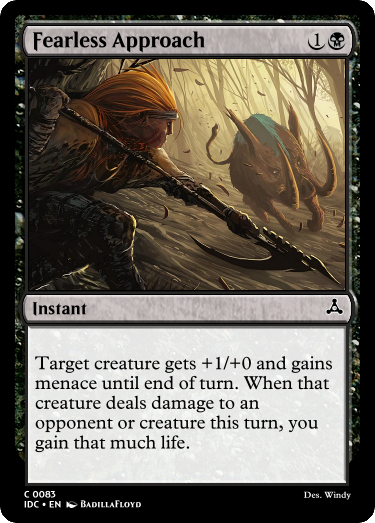 Fearless Approach 1
Instant
Target creature gets +1/+0 and gains
menace until end of turn. When that
creature deals damage to an
opponent or creature this turn, you
gain that much life.
C 0083
IDC • EN BadillaFloyd
Des. Windy